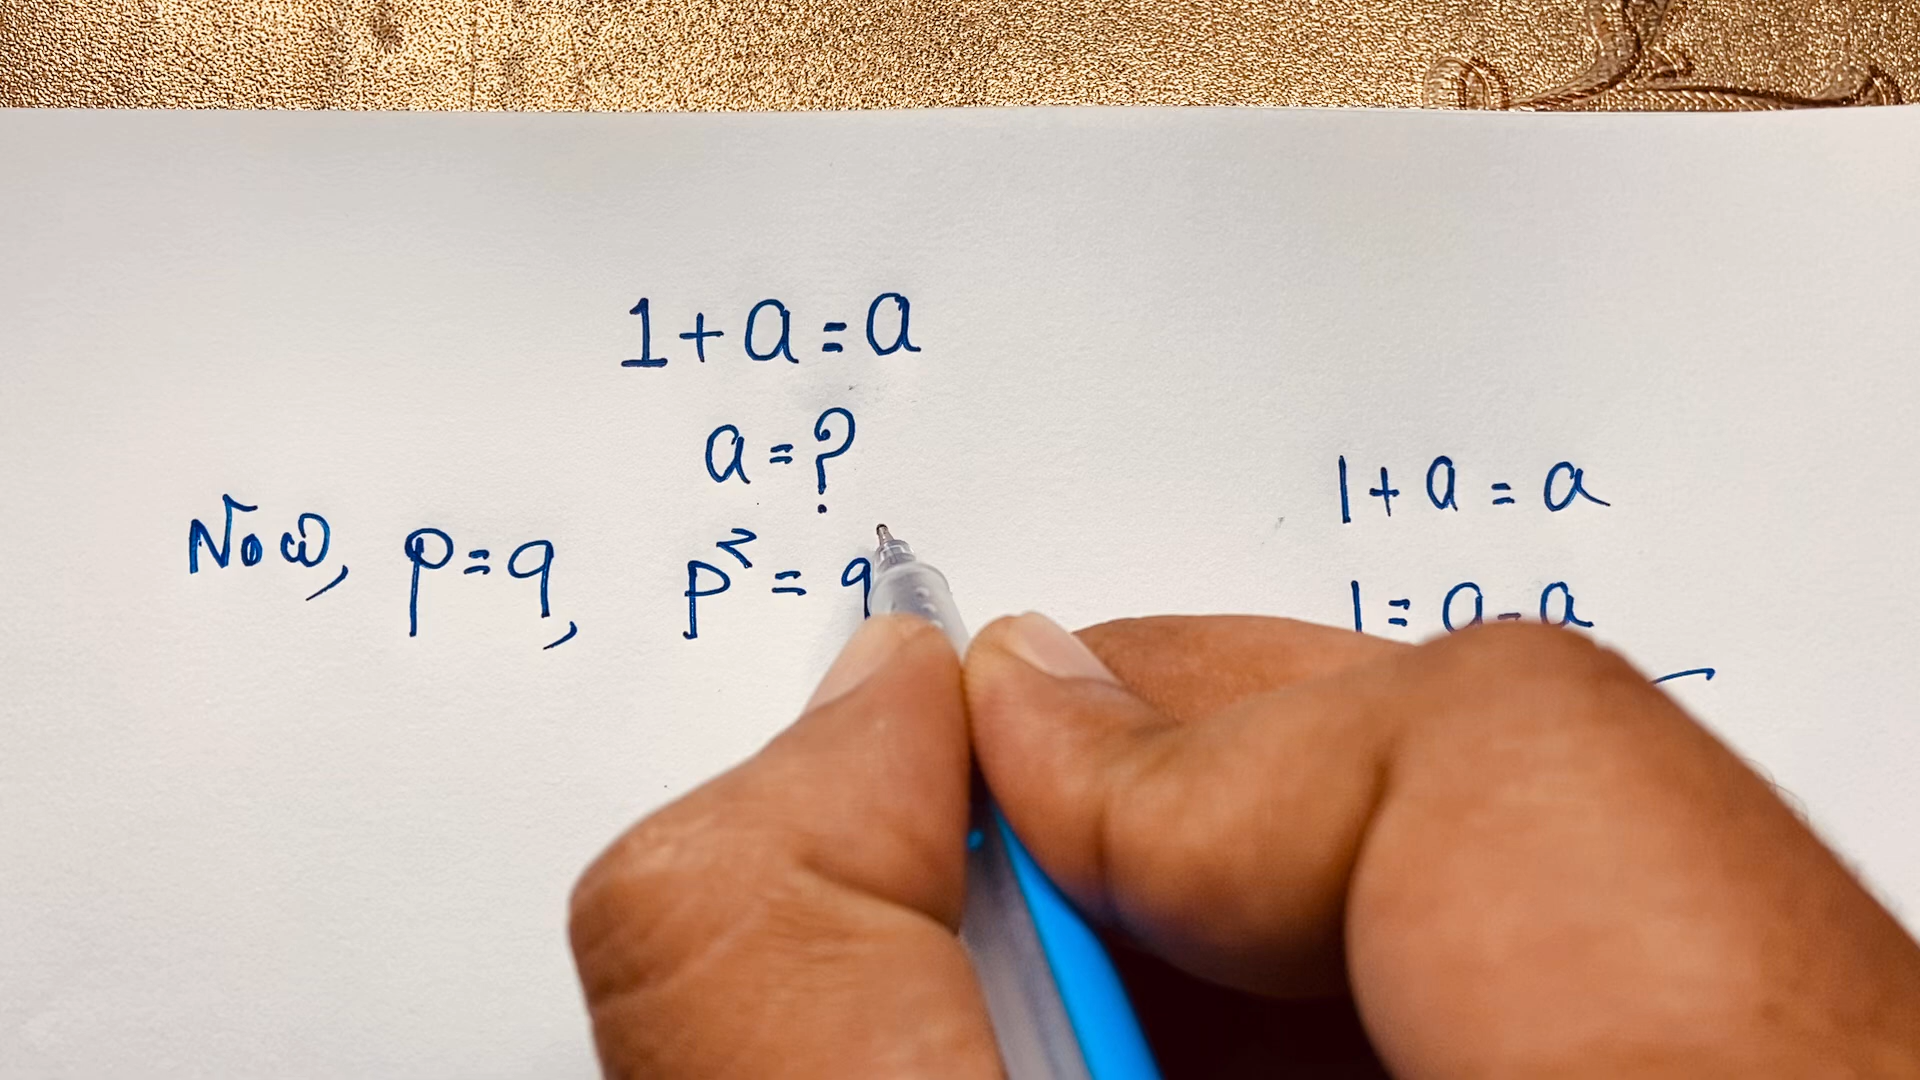 1+a=a
a=?
Now, p=q, p² = q
1+a=a
1=a-a